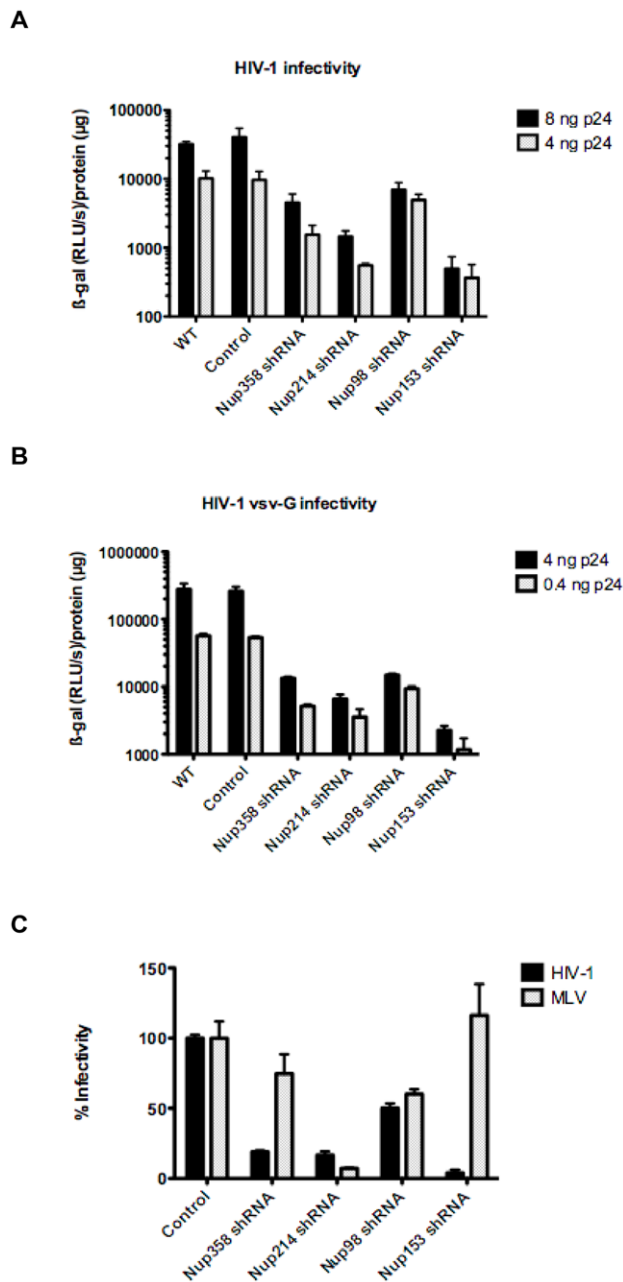 A
HIV-1 infectivity
ß-gal (RLU/s)/protein (µg)
100000
10000
1000
100
8 ng p24
4 ng p24
WT
Control
Nup358 shRNA
Nup214 shRNA
Nup98 shRNA
Nup153 shRNA
B
HIV-1 vsv-G infectivity
ß-gal (RLU/s)/protein (µg)
1000000
100000
10000
1000
4 ng p24
0.4 ng p24
WT
Control
Nup358 shRNA
Nup214 shRNA
Nup98 shRNA
Nup153 shRNA
C
% Infectivity
150
100
50
0
HIV-1
MLV
Control
Nup358 shRNA
Nup214 shRNA
Nup98 shRNA
Nup153 shRNA